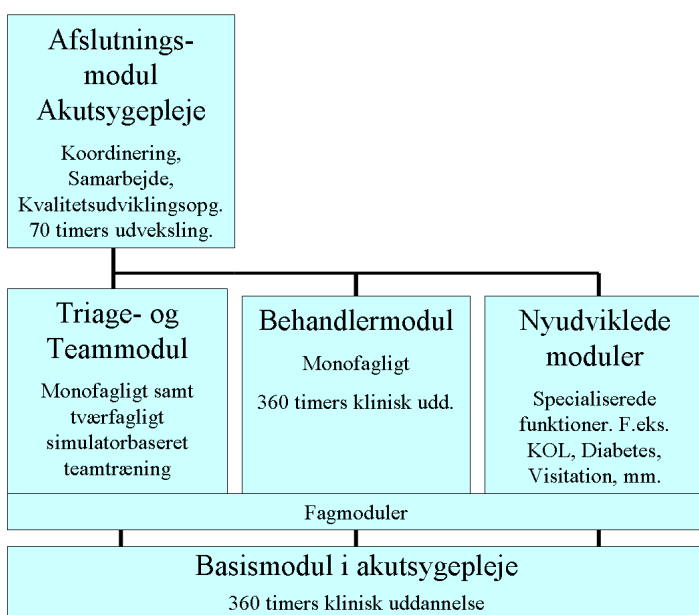 Afslutnings-
modul
Akutsygepleje
Koordinering,
Samarbejde,
Kvalitetsudviklingsopg.
70 timers udveksling.
Triage- og
Teammodul
Monofagligt samt
tværfagligt
simulatorbaseret
teamtræning
Behandlermodul
Monofagligt
360 timers klinisk udd.
Nyudviklede
moduler
Specialiserede
funktioner. F.eks.
KOL, Diabetes,
Visitation, mm.
Fagmoduler
Basismodul i akutsygepleje
360 timers klinisk uddannelse